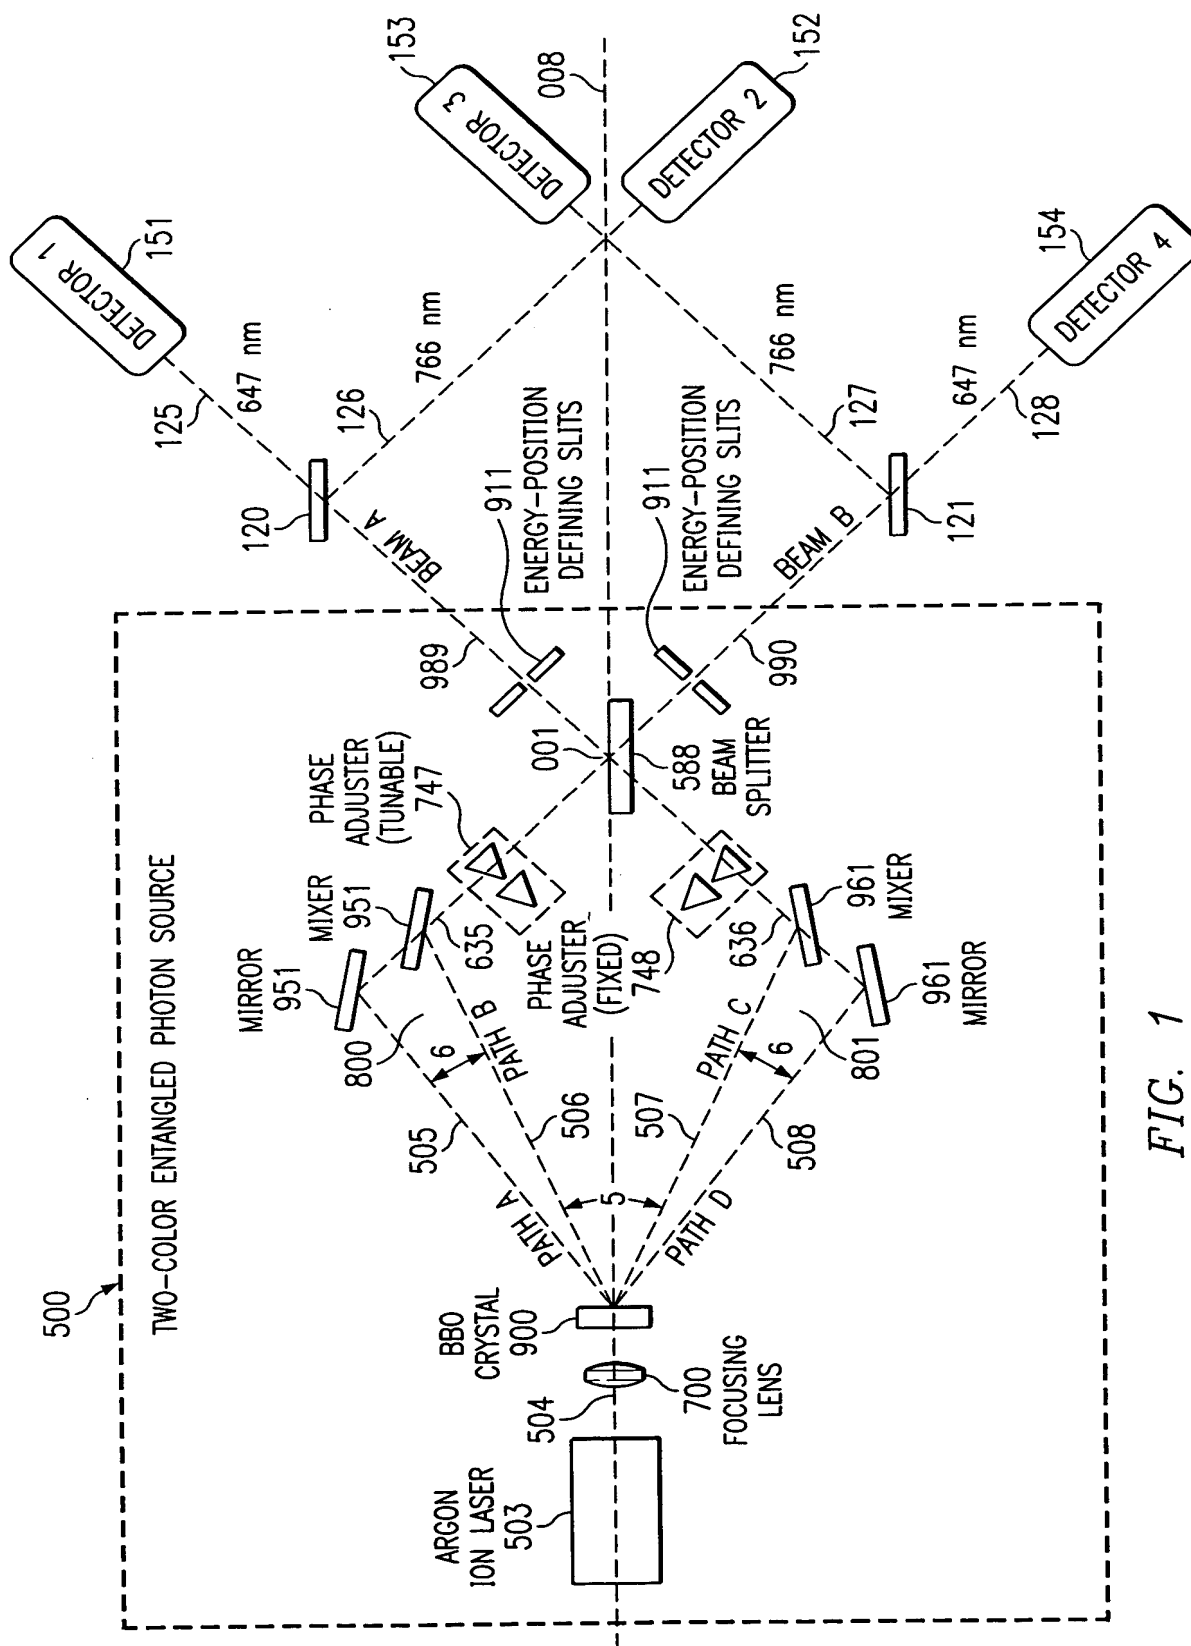 500
TWO-COLOR ENTANGLED PHOTON SOURCE
ARGON
ION LASER
503
504
700
FOCUSING
LENS
BBO
CRYSTAL
900
PATH A
505
506
PATH B
800
6
5
PATH C
507
508
PATH D
801
6
MIRROR
951
MIXER
951
635
PHASE
ADJUSTER
(TUNABLE)
747
PHASE
ADJUSTER
(FIXED)
748
636
961
MIXER
961
MIRROR
001
588
BEAM
SPLITTER
989
BEAM A
911
ENERGY-POSITION
DEFINING SLITS
911
ENERGY-POSITION
DEFINING SLITS
990
BEAM B
120
125
647 nm
126
766 nm
121
127
766 nm
128
647 nm
DETECTOR 1
151
DETECTOR 3
153
008
DETECTOR 2
152
DETECTOR 4
154
FIG. 1